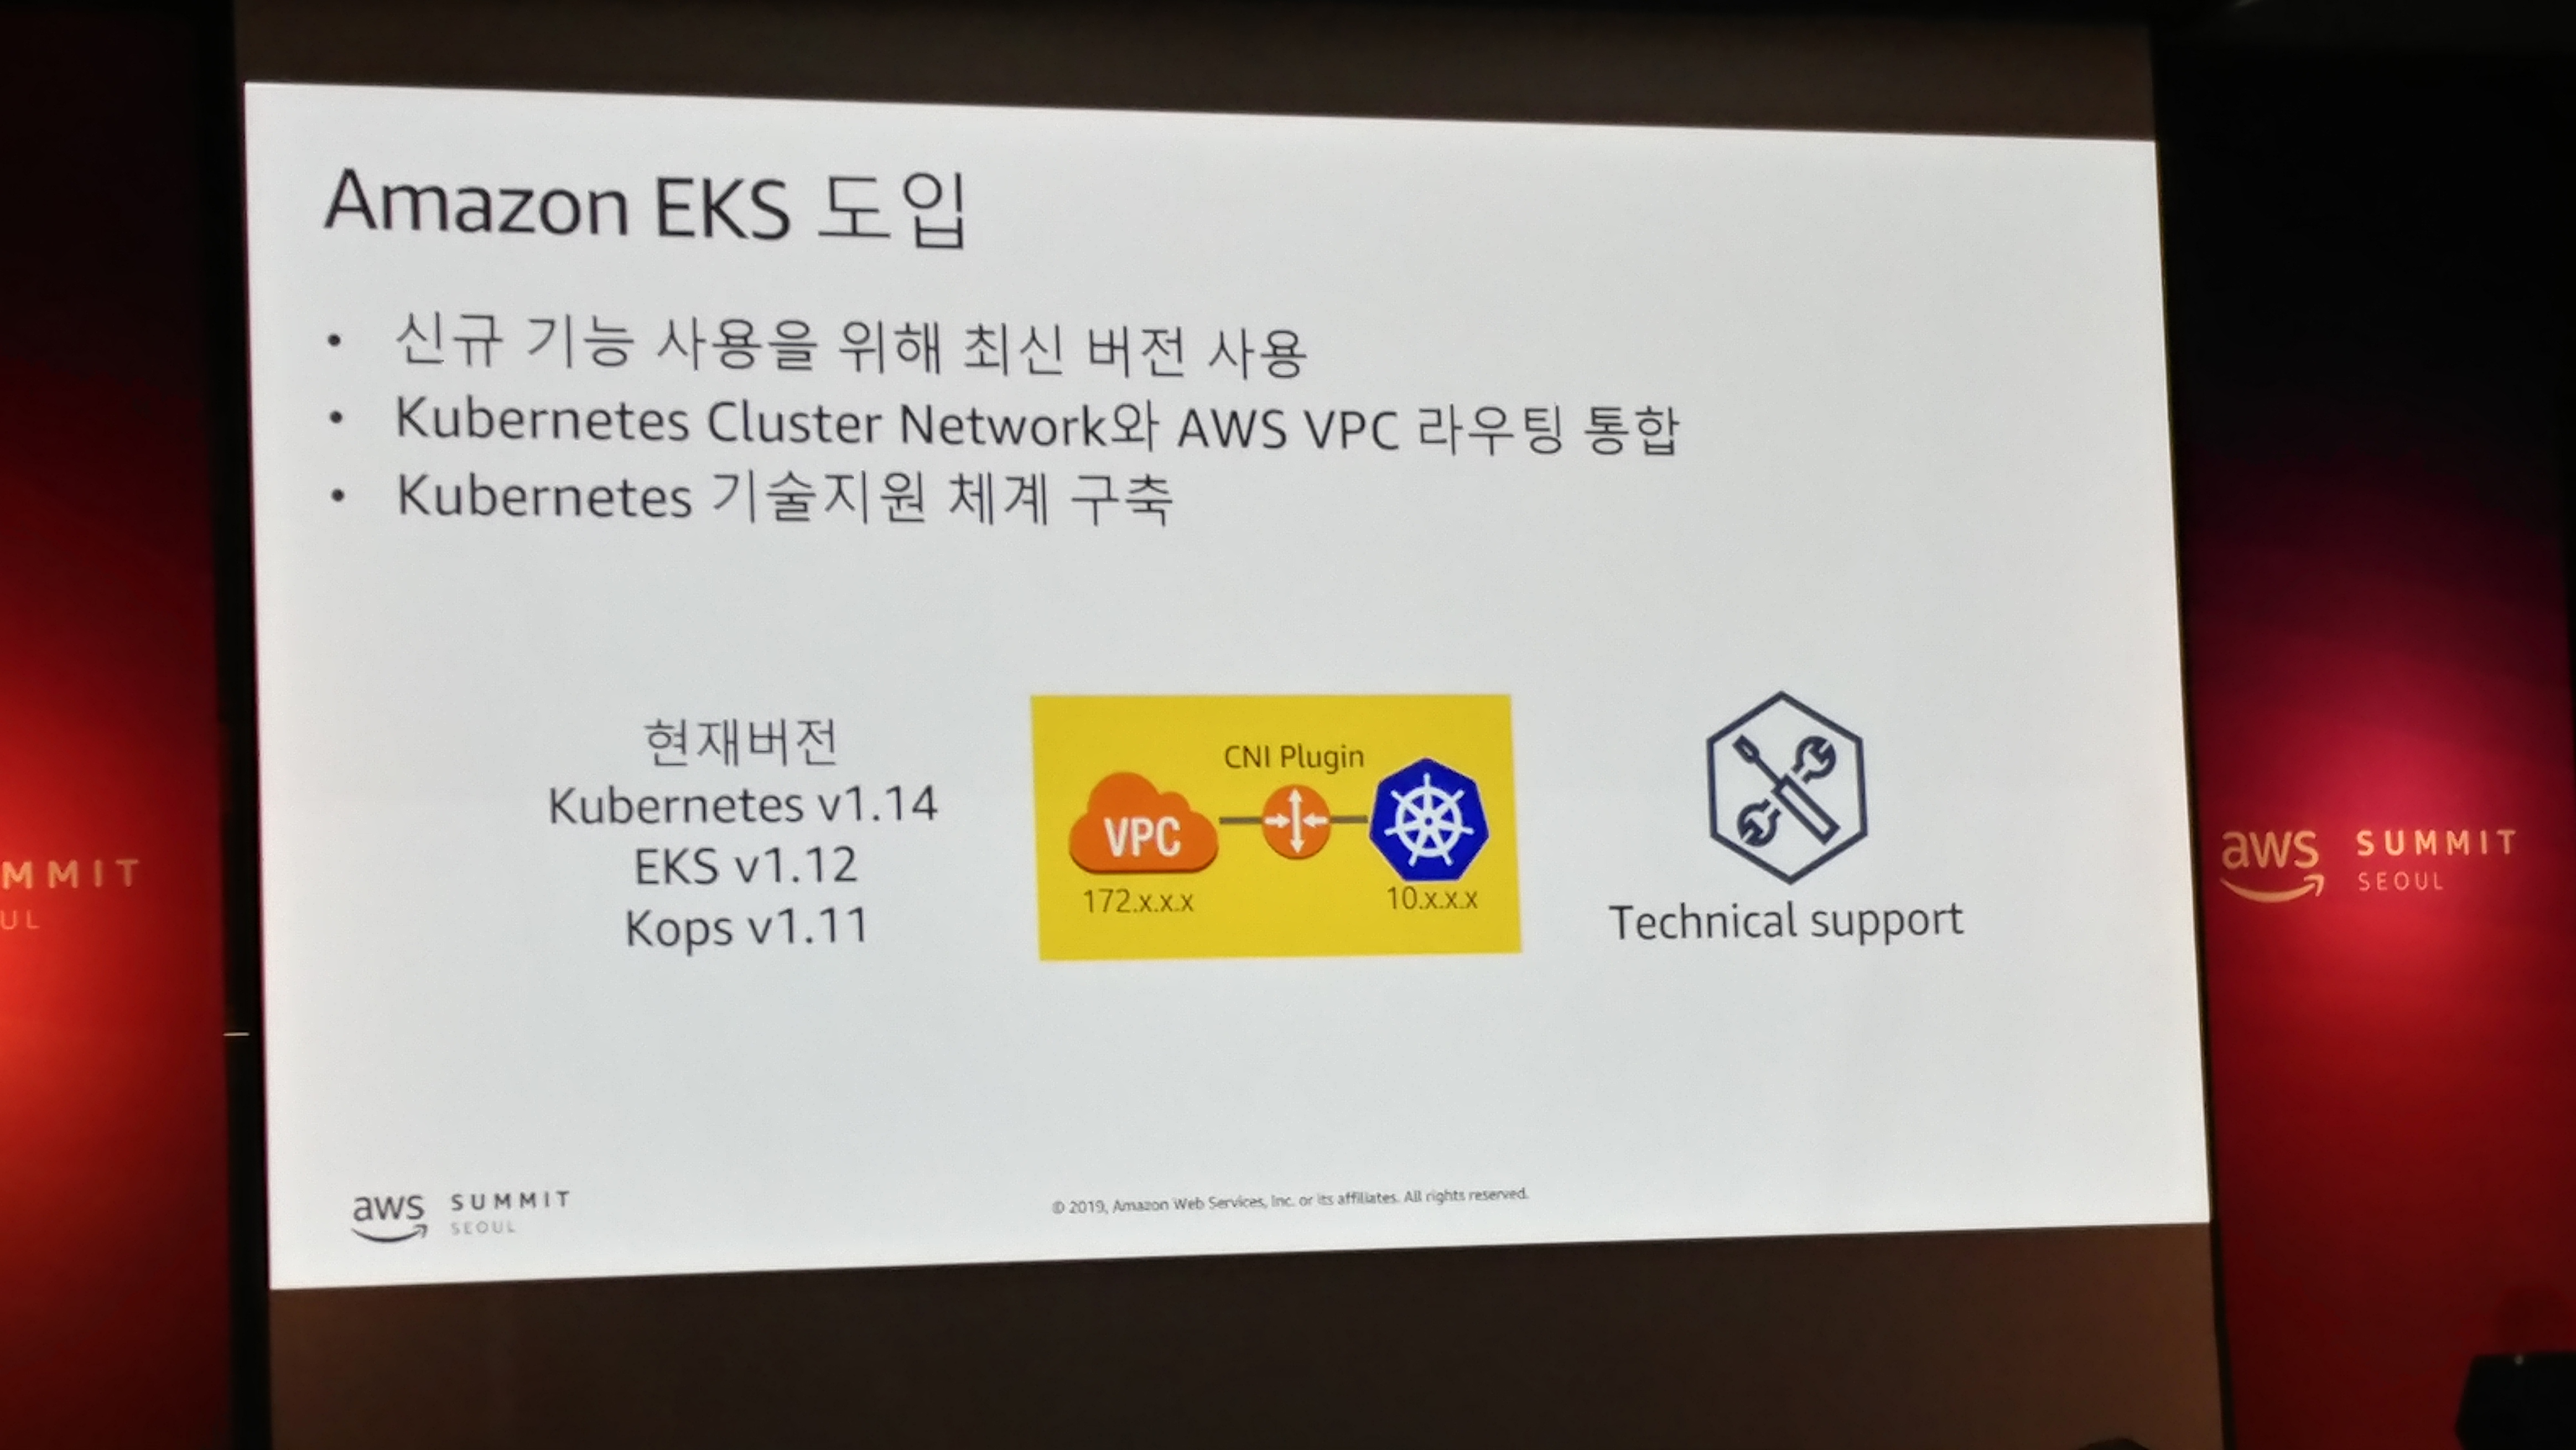 Amazon EKS 도입
• 신규 기능 사용을 위해 최신 버전 사용
• Kubernetes Cluster Network와 AWS VPC 라우팅 통합
• Kubernetes 기술지원 체계 구축
현재버전
Kubernetes v1.14
EKS v1.12
Kops v1.11
CNI Plugin
VPC
172.x.x.x
10.x.x.x
Technical support
aws SUMMIT
SEOUL
© 2019, Amazon Web Services, Inc. or its affiliates. All rights reserved.
MMIT
UL
aws SUMMIT
SEOUL